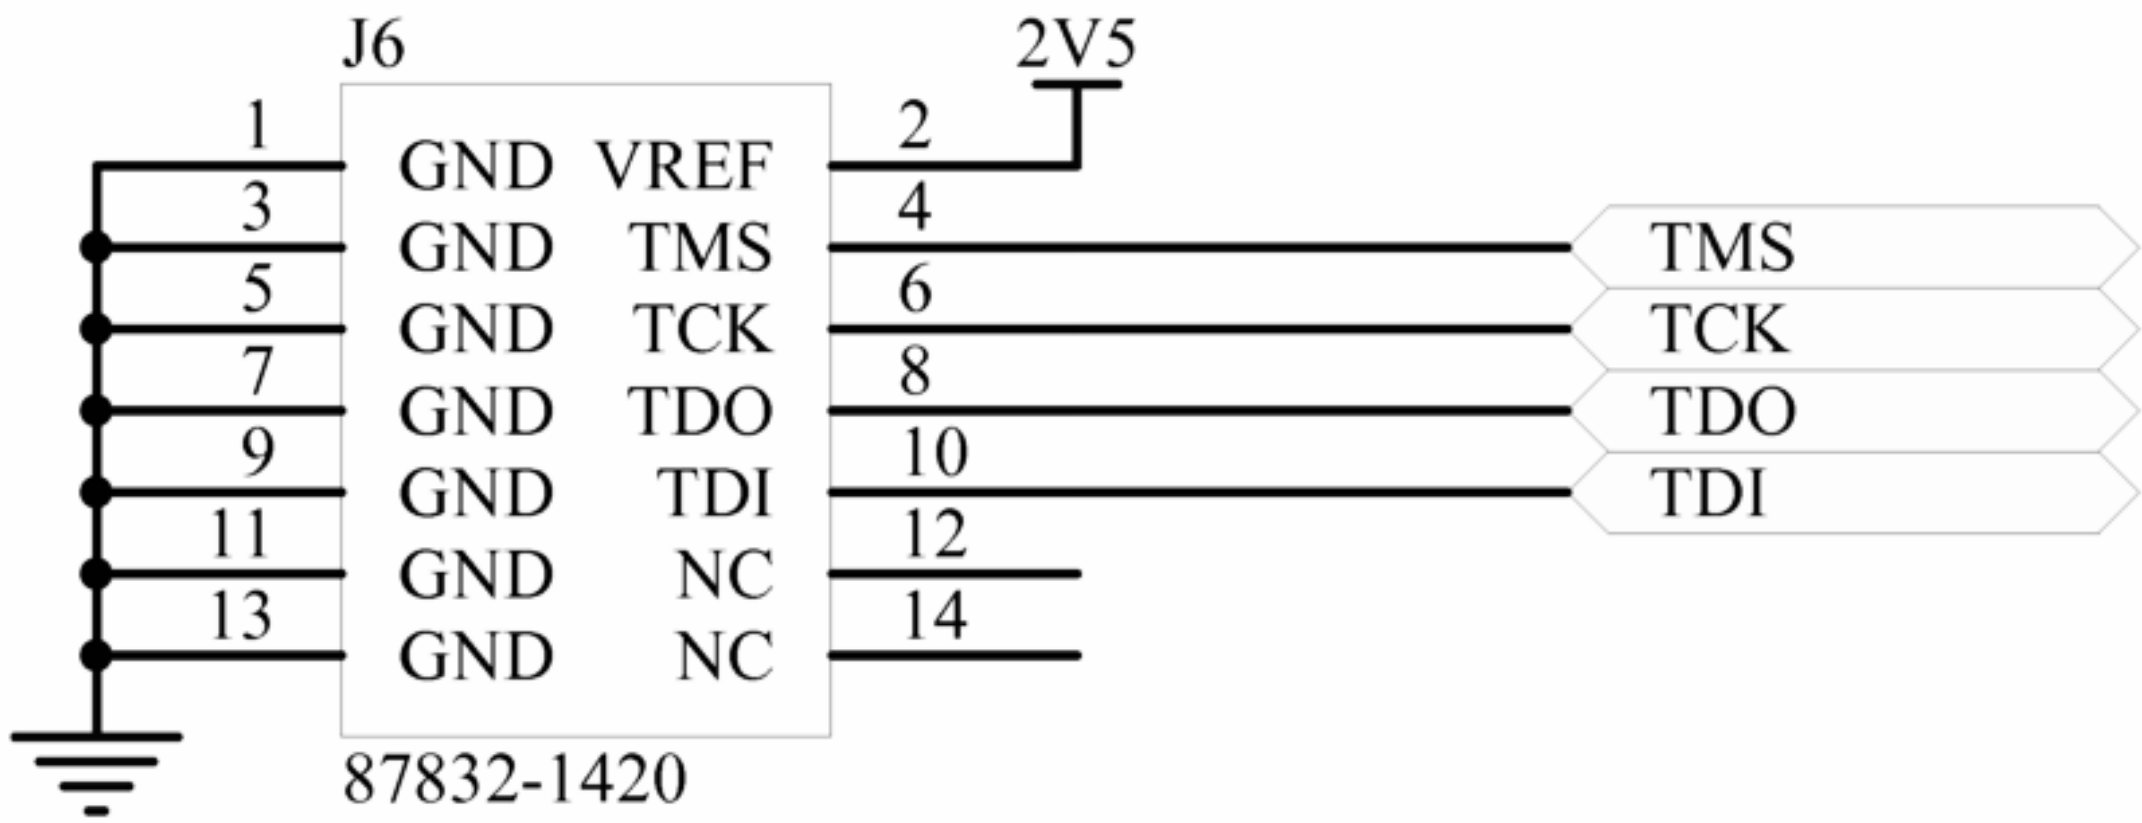 J6 2V5
1 2
GND VREF
3 4
GND TMS TMS
5 6
GND TCK TCK
7 8
GND TDO TDO
9 10
GND TDI TDI
11 12
GND NC
13 14
GND NC
87832-1420